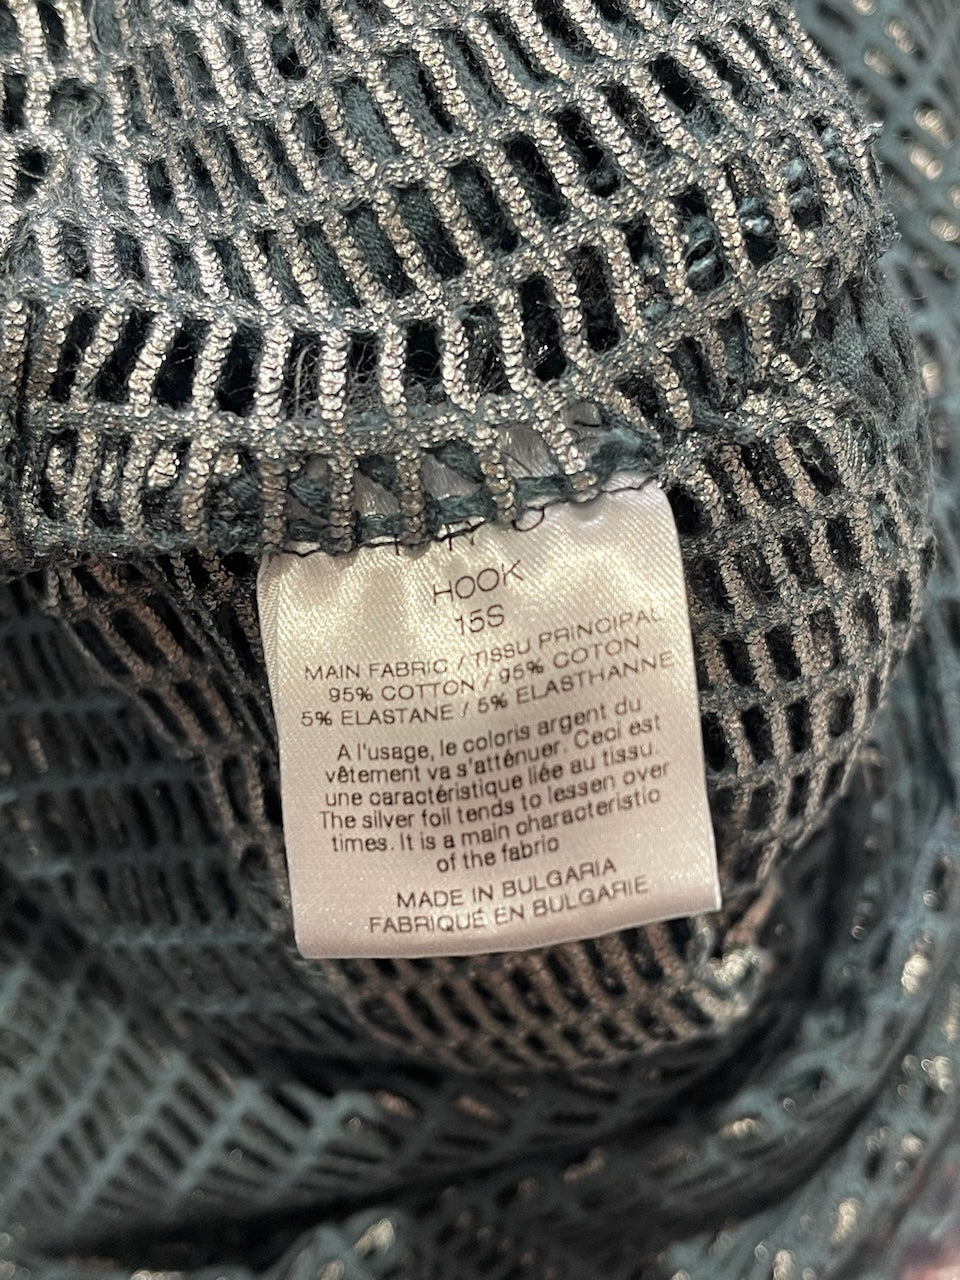 HOOK
15S
MAIN FABRIC / TISSU PRINCIPAL
95% COTTON / 95% COTON
5% ELASTANE / 5% ELASTHANNE
A l'usage, le coloris argent du
vêtement va s'atténuer. Ceci est
une caractéristique liée au tissu.
The silver foil tends to lessen over
times. It is a main characteristic
of the fabric
MADE IN BULGARIA
FABRIQUÉ EN BULGARIE